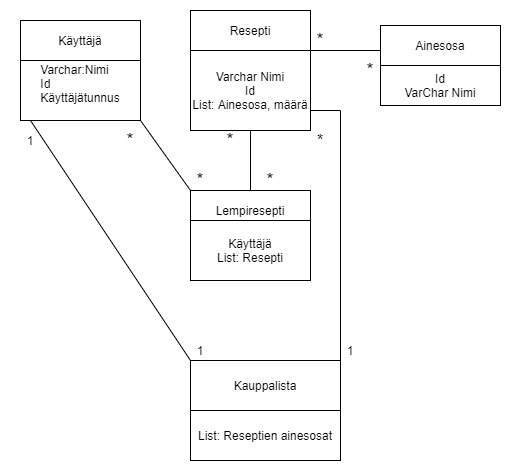 Käyttäjä
Varchar:Nimi
Id
Käyttäjätunnus
Resepti
Varchar Nimi
Id
List: Ainesosa, määrä
*
*
Ainesosa
Id
VarChar Nimi
1
*
*
*
*
*
Lempiresepti
Käyttäjä
List: Resepti
1
1
Kauppalista
List: Reseptien ainesosat